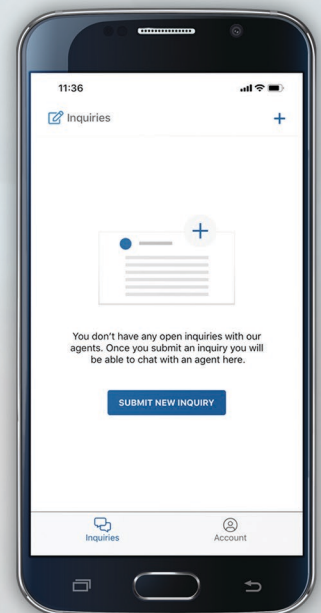 11:36
Inquiries
You don't have any open inquiries with our
agents. Once you submit an inquiry you will
be able to chat with an agent here.
SUBMIT NEW INQUIRY
Inquiries
Account